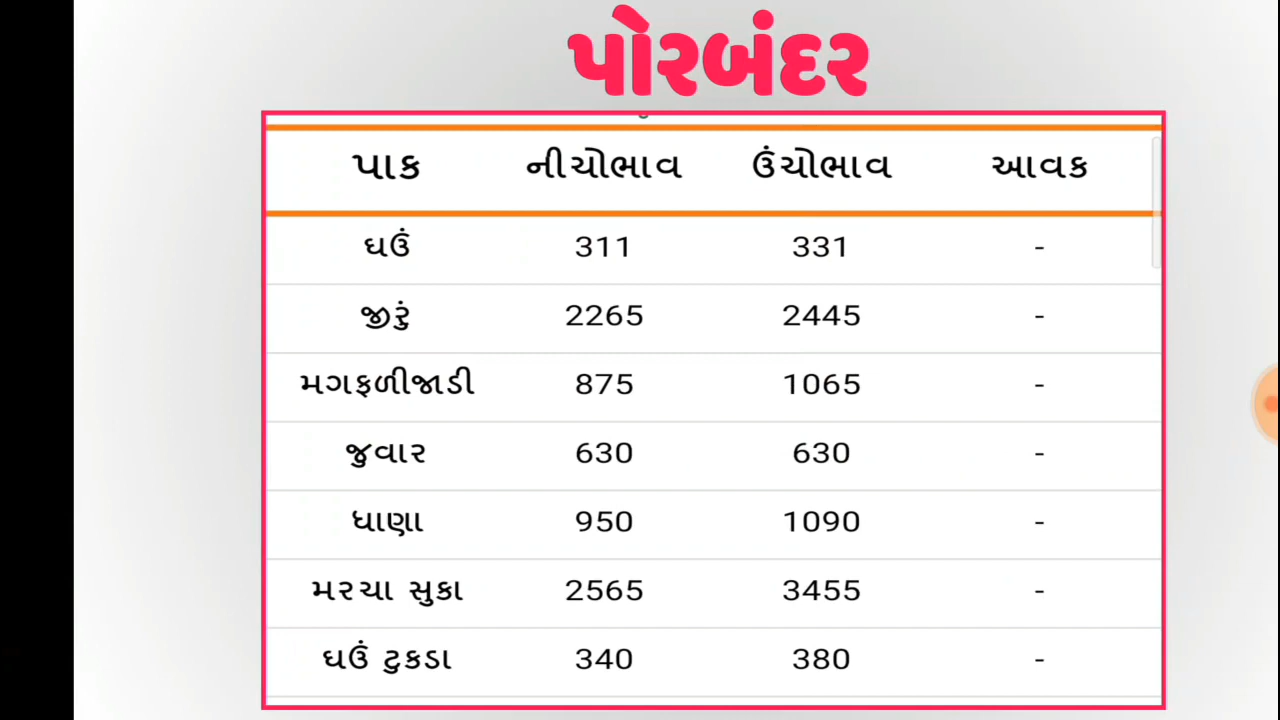 પોરબંદર
પાક નીચોભાવ ઉંચોભાવ આવક
ઘઉં 311 331 -
જીરું 2265 2445 -
મગફળીજાડી 875 1065 -
જુવાર 630 630 -
ધાણા 950 1090 -
મરચા સુકા 2565 3455 -
ઘઉં ટુકડા 340 380 -